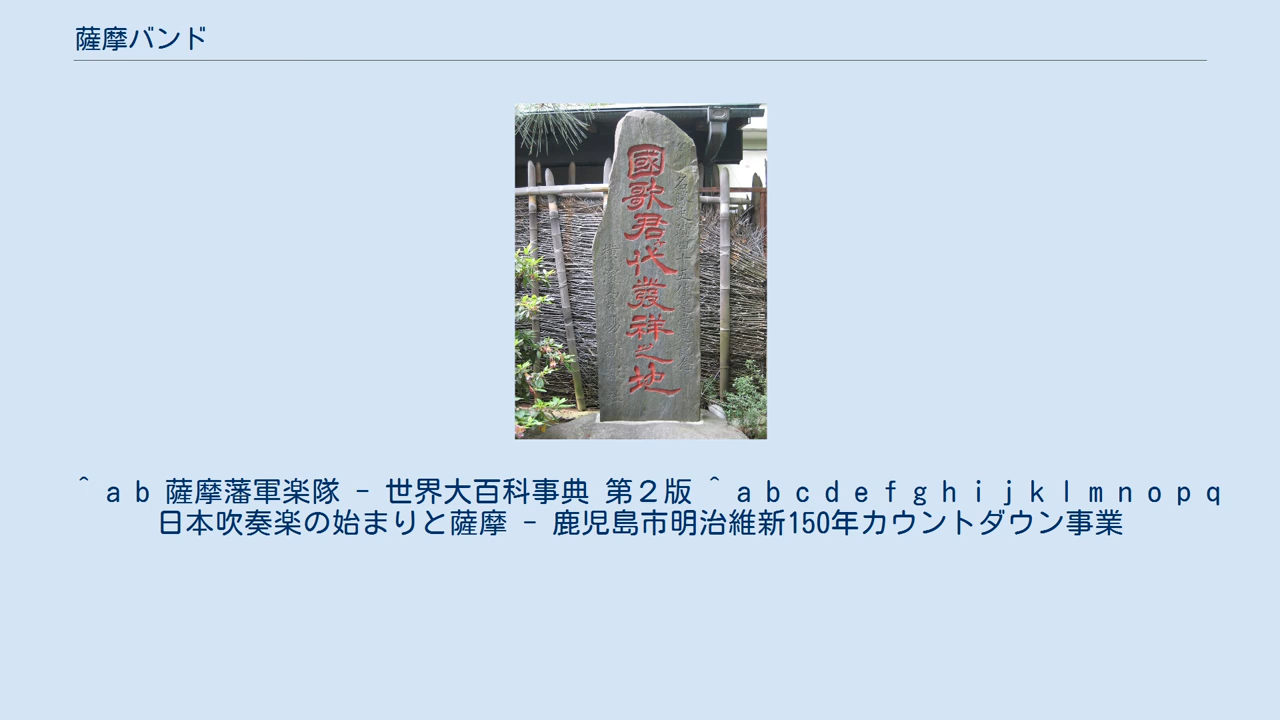 薩摩バンド
國歌君が代發祥之地
^ a b 薩摩藩軍楽隊 - 世界大百科事典 第２版 ^ a b c d e f g h i j k l m n o p q
日本吹奏楽の始まりと薩摩 - 鹿児島市明治維新150年カウントダウン事業